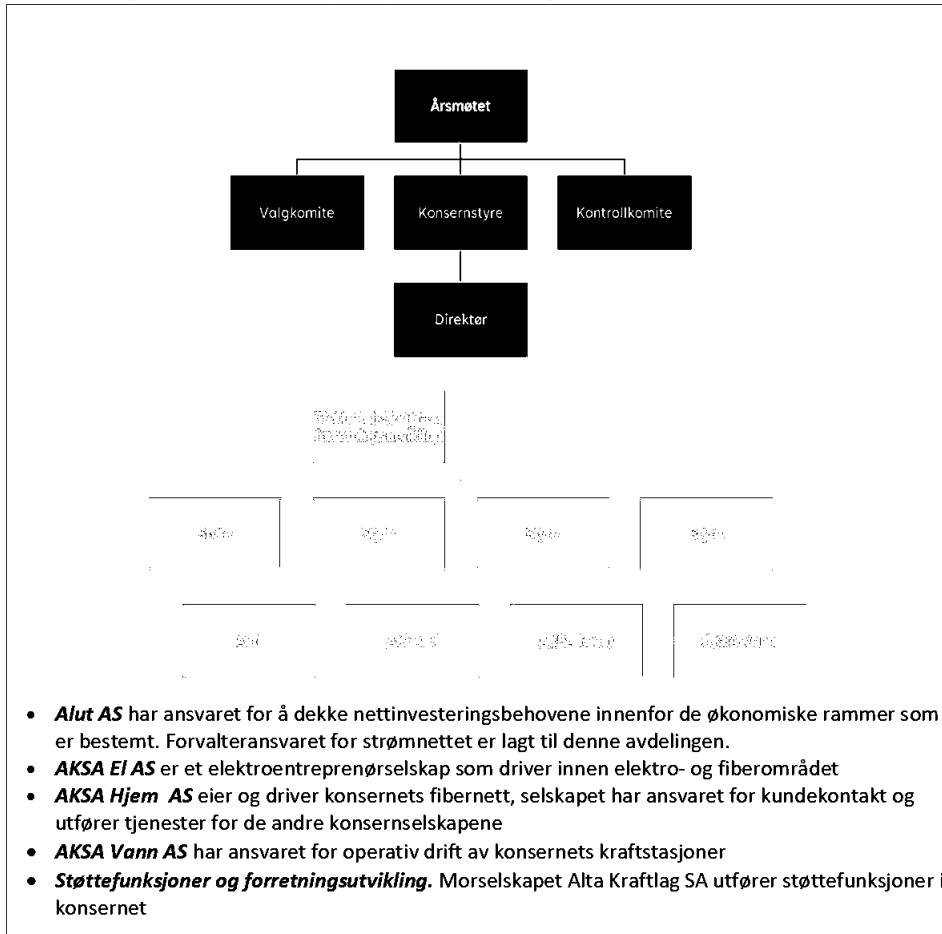 Årsmøtet
Valgkomite
Konsernstyre
Kontrollkomite
Direktør
• Alut AS har ansvaret for å dekke nettinvesteringsbehovene innenfor de økonomiske rammer som
er bestemt. Forvalteransvaret for strømnettet er lagt til denne avdelingen.
• AKSA El AS er et elektroentreprenørselskap som driver innen elektro- og fiberområdet
• AKSA Hjem AS eier og driver konsernets fibernett, selskapet har ansvaret for kundekontakt og
utfører tjenester for de andre konsernselskapene
• AKSA Vann AS har ansvaret for operativ drift av konsernets kraftstasjoner
• Støttefunksjoner og forretningsutvikling. Morselskapet Alta Kraftlag SA utfører støttefunksjoner i
konsernet